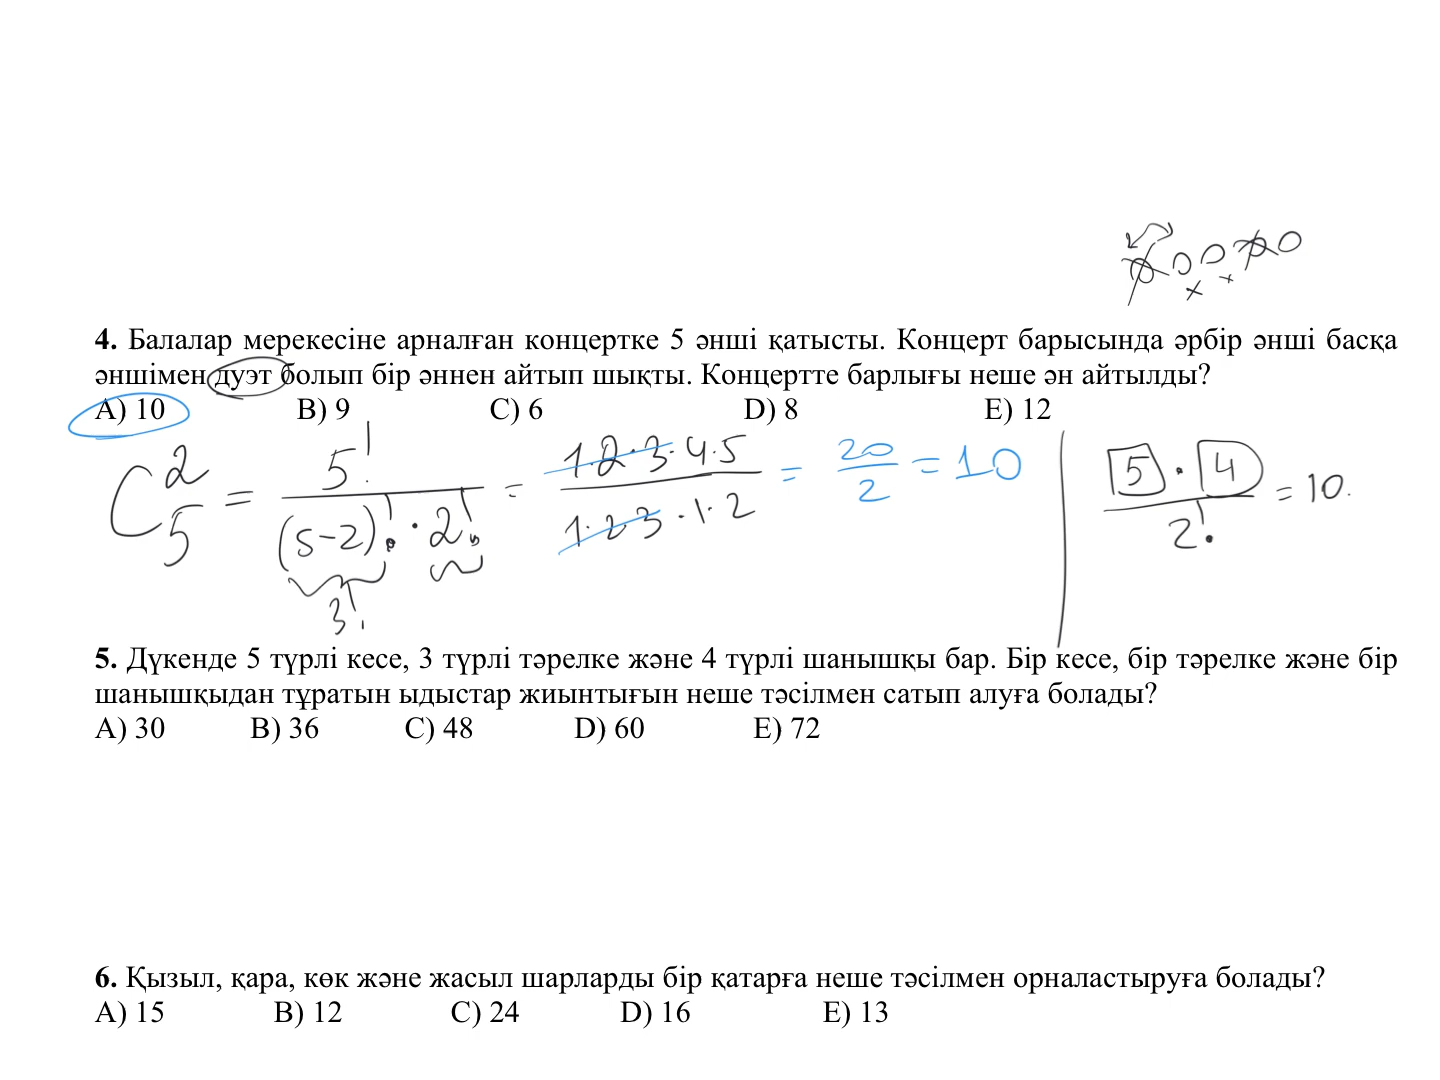 4. Балалар мерекесіне арналған концертке 5 әнші қатысты. Концерт барысында әрбір әнші басқа
әншімен дуэт болып бір әннен айтып шықты. Концертте барлығы неше ән айтылды?
A) 10 B) 9 C) 6 D) 8 E) 12
C₅² = 5! / (5-2)! · 2! = 1·2·3·4·5 / 1·2·3·1·2 = 20 / 2 = 10
3!
5 · 4 / 2! = 10.
5. Дүкенде 5 түрлі кесе, 3 түрлі тәрелке және 4 түрлі шанышқы бар. Бір кесе, бір тәрелке және бір
шанышқыдан тұратын ыдыстар жиынтығын неше тәсілмен сатып алуға болады?
A) 30 B) 36 C) 48 D) 60 E) 72
6. Қызыл, қара, көк және жасыл шарларды бір қатарға неше тәсілмен орналастыруға болады?
A) 15 B) 12 C) 24 D) 16 E) 13